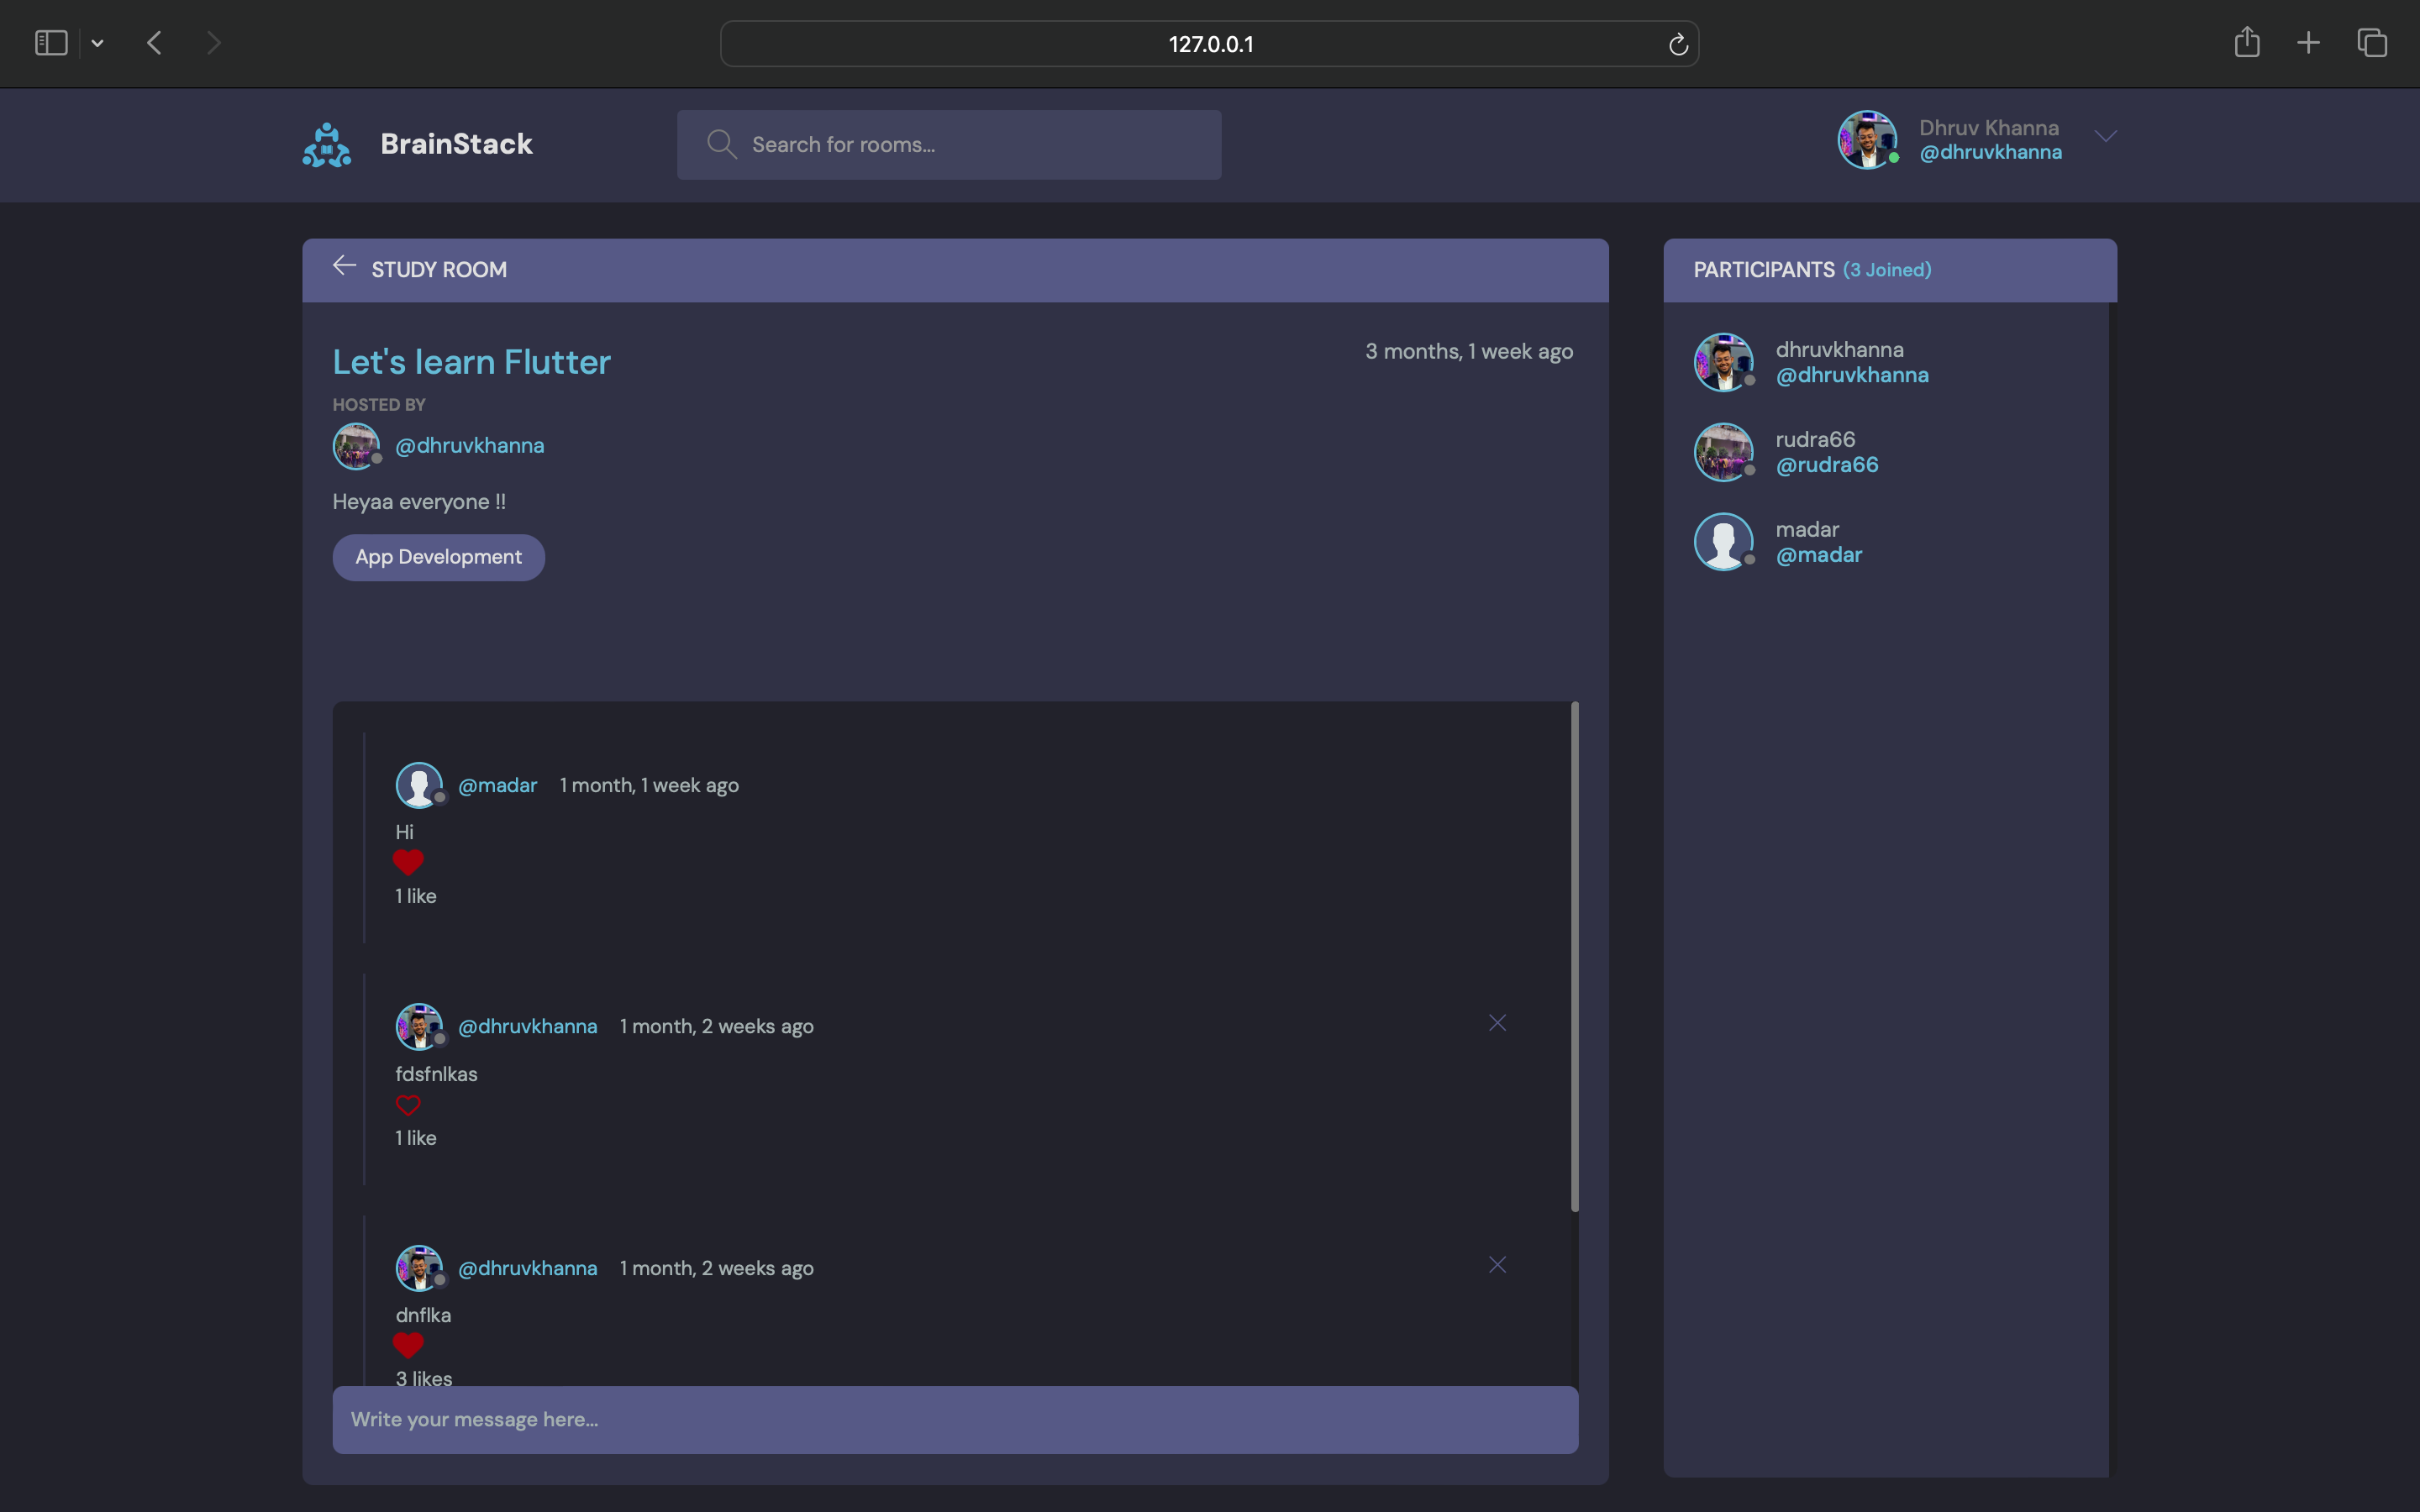 127.0.0.1
BrainStack
Search for rooms...
Dhruv Khanna
@dhruvkhanna
STUDY ROOM
Let's learn Flutter
3 months, 1 week ago
HOSTED BY
@dhruvkhanna
Heyaa everyone !!
App Development
@madar 1 month, 1 week ago
Hi
1 like
@dhruvkhanna 1 month, 2 weeks ago
fdsfnlkas
1 like
@dhruvkhanna 1 month, 2 weeks ago
dnflka
3 likes
Write your message here...
PARTICIPANTS (3 Joined)
dhruvkhanna
@dhruvkhanna
rudra66
@rudra66
madar
@madar